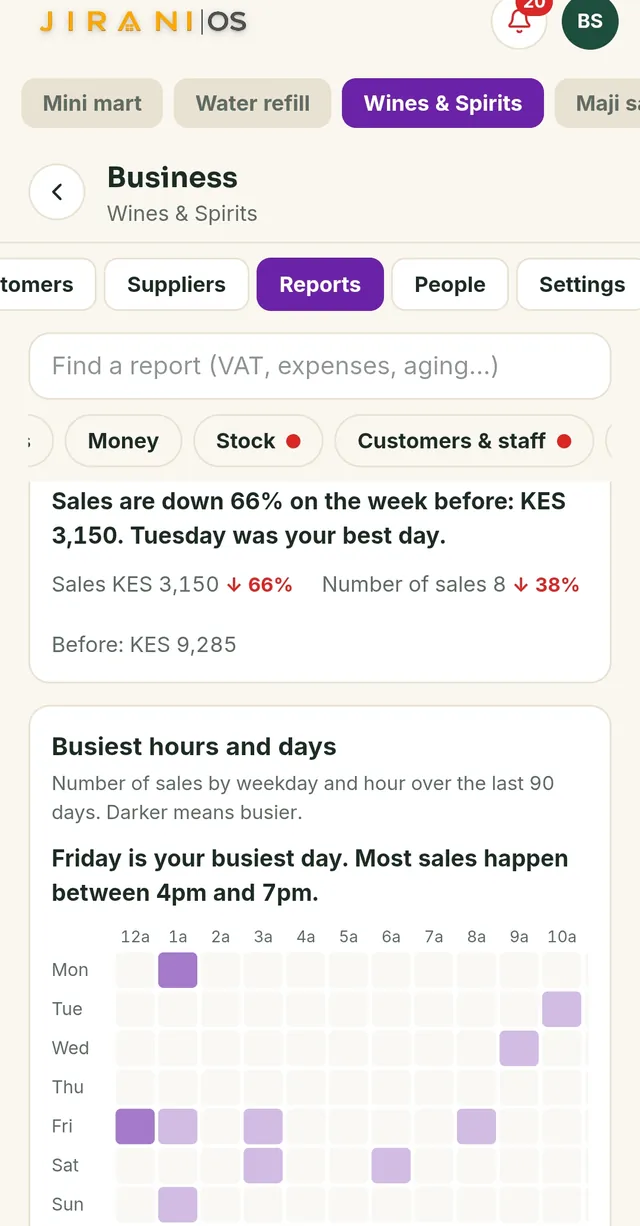 JIRANI|OS
20
BS
Mini mart
Water refill
Wines & Spirits
Maji sa
Business
Wines & Spirits
tomers
Suppliers
Reports
People
Settings
Find a report (VAT, expenses, aging...)
s
Money
Stock
Customers & staff
Sales are down 66% on the week before: KES
3,150. Tuesday was your best day.
Sales KES 3,150 ↓ 66%
Number of sales 8 ↓ 38%
Before: KES 9,285
Busiest hours and days
Number of sales by weekday and hour over the last 90
days. Darker means busier.
Friday is your busiest day. Most sales happen
between 4pm and 7pm.
12a 1a 2a 3a 4a 5a 6a 7a 8a 9a 10a
Mon
Tue
Wed
Thu
Fri
Sat
Sun